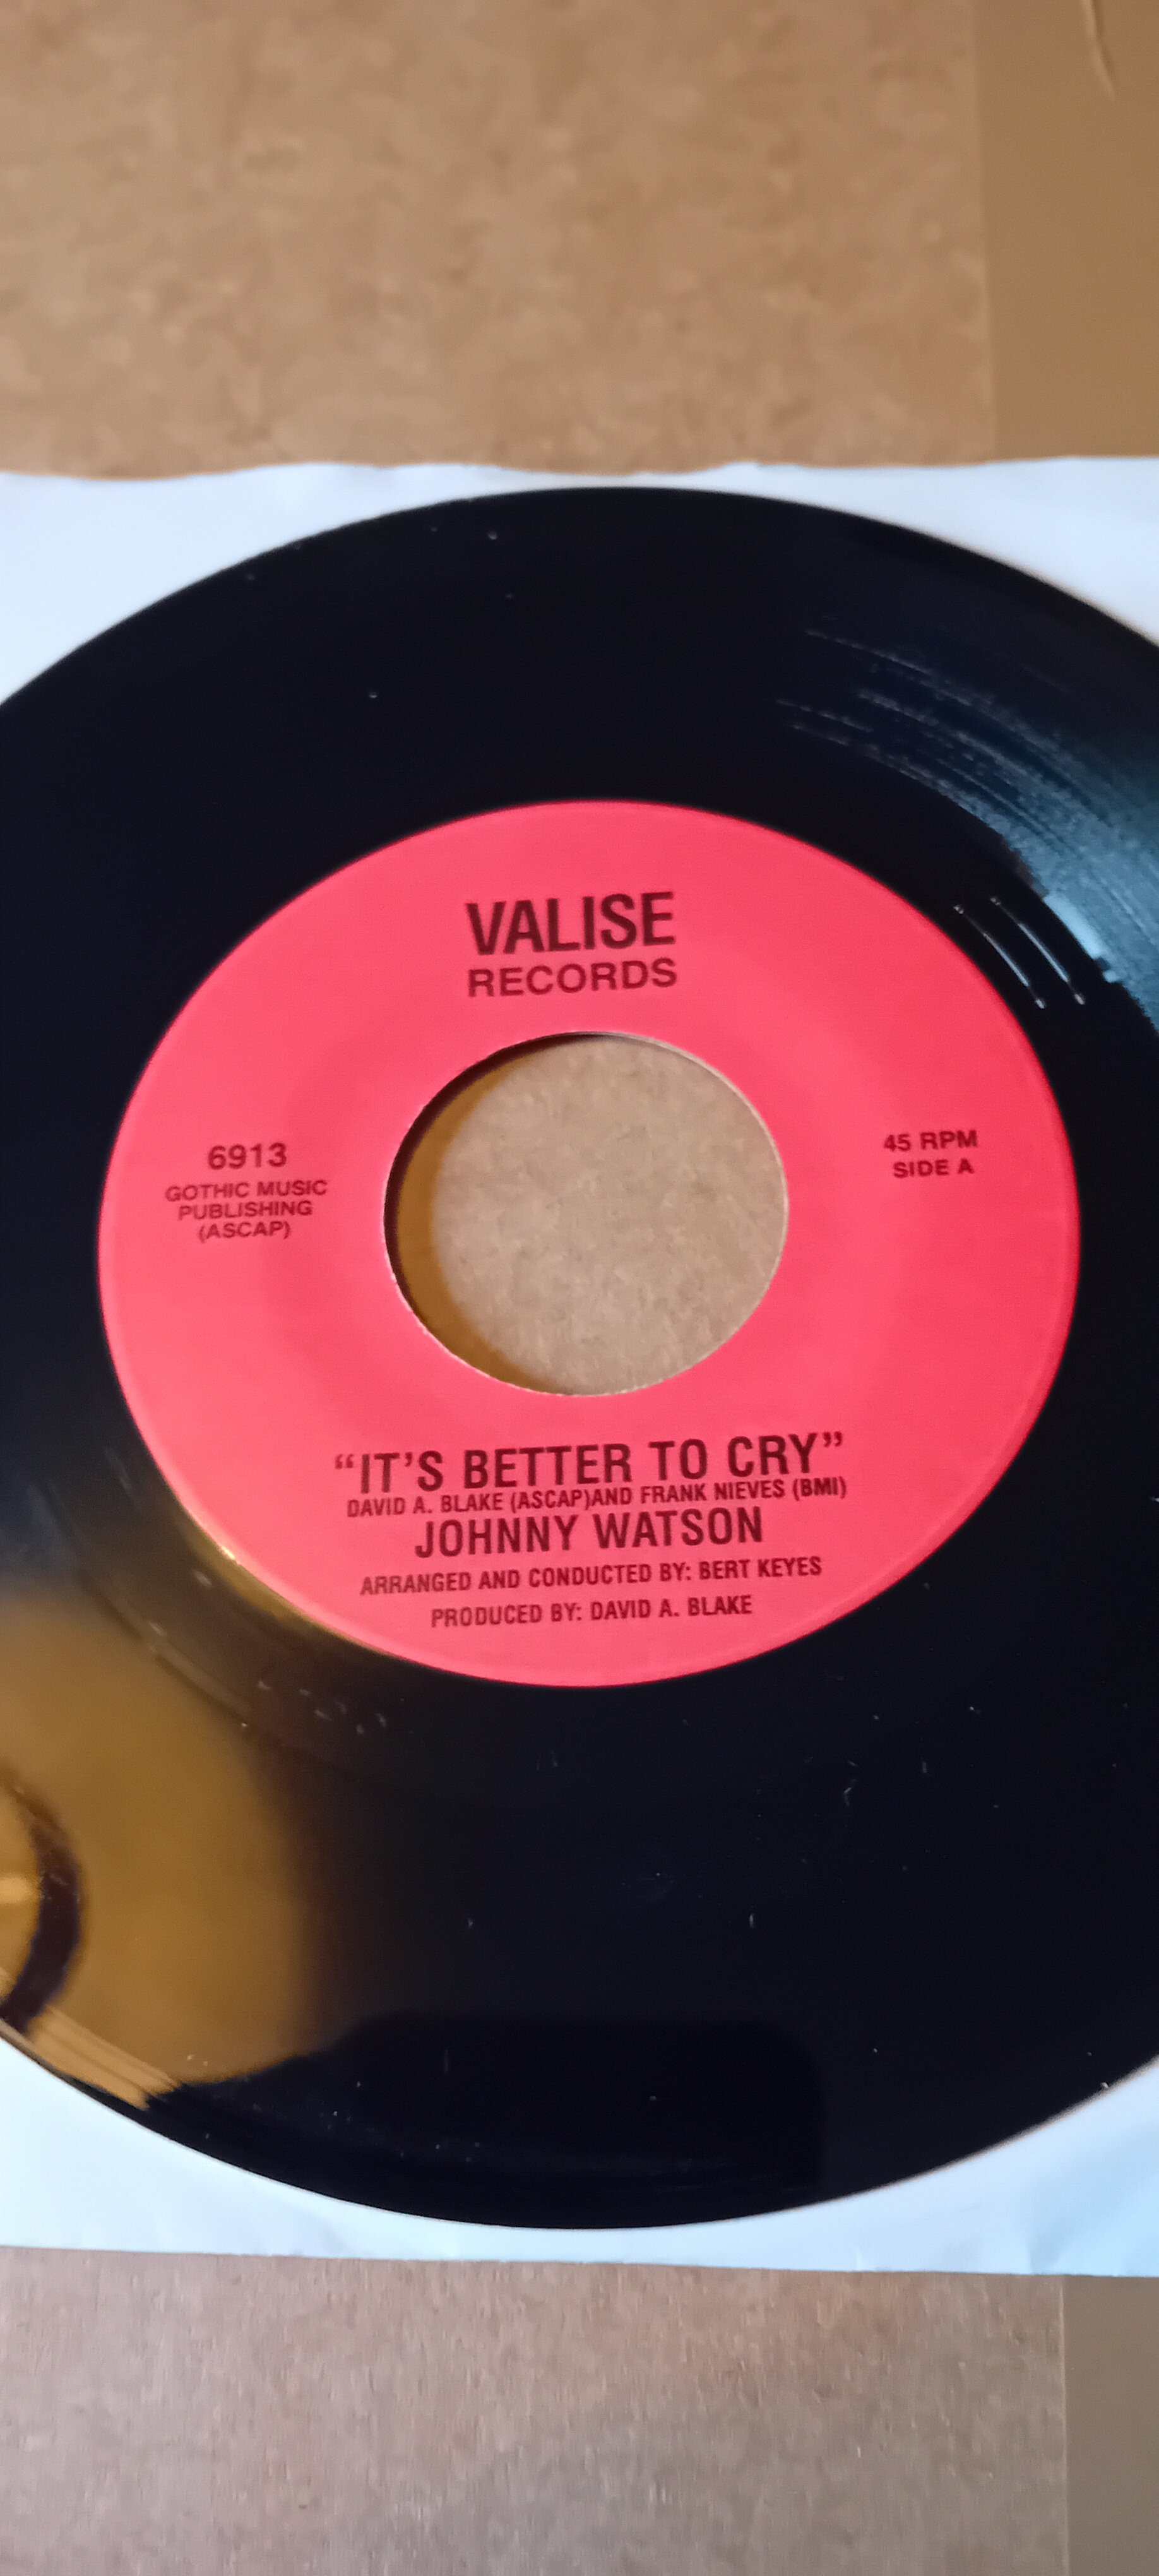 VALISE
RECORDS
6913
GOTHIC MUSIC
PUBLISHING
(ASCAP)
45 RPM
SIDE A
“IT’S BETTER TO CRY”
DAVID A. BLAKE (ASCAP)AND FRANK NIEVES (BMI)
JOHNNY WATSON
ARRANGED AND CONDUCTED BY: BERT KEYES
PRODUCED BY: DAVID A. BLAKE